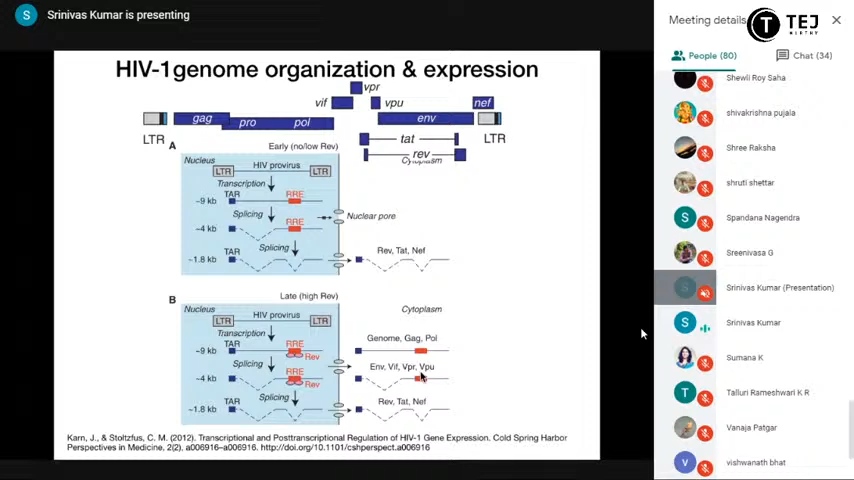 S Srinivas Kumar is presenting
HIV-1genome organization & expression
vpr
vif vpu nef
gag pro pol env
LTR tat LTR
rev
A Early (no/low Rev) Cytoplasm
Nucleus
LTR HIV provirus LTR
Transcription
TAR RRE
~9 kb
Splicing RRE Nuclear pore
~4 kb
Splicing
TAR Rev, Tat, Nef
~1.8 kb
B Late (high Rev)
Nucleus Cytoplasm
LTR HIV provirus LTR
Transcription
TAR RRE Genome, Gag, Pol
~9 kb
Rev
Splicing RRE Env, Vif, Vpr, Vpu
~4 kb
Rev
Splicing
TAR Rev, Tat, Nef
~1.8 kb
Karn, J., & Stoltzfus, C. M. (2012). Transcriptional and Posttranscriptional Regulation of HIV-1 Gene Expression. Cold Spring Harbor
Perspectives in Medicine, 2(2), a006916–a006916. http://doi.org/10.1101/cshperspect.a006916
Meeting details
T TEJ
People (80) Chat (34)
Shewli Roy Saha
shivakrishna pujala
Shree Raksha
shruti shettar
S Spandana Nagendra
Sreenivasa G
S Srinivas Kumar (Presentation)
S Srinivas Kumar
Sumana K
T Talluri Rameshwari K R
Vanaja Patgar
V vishwanath bhat